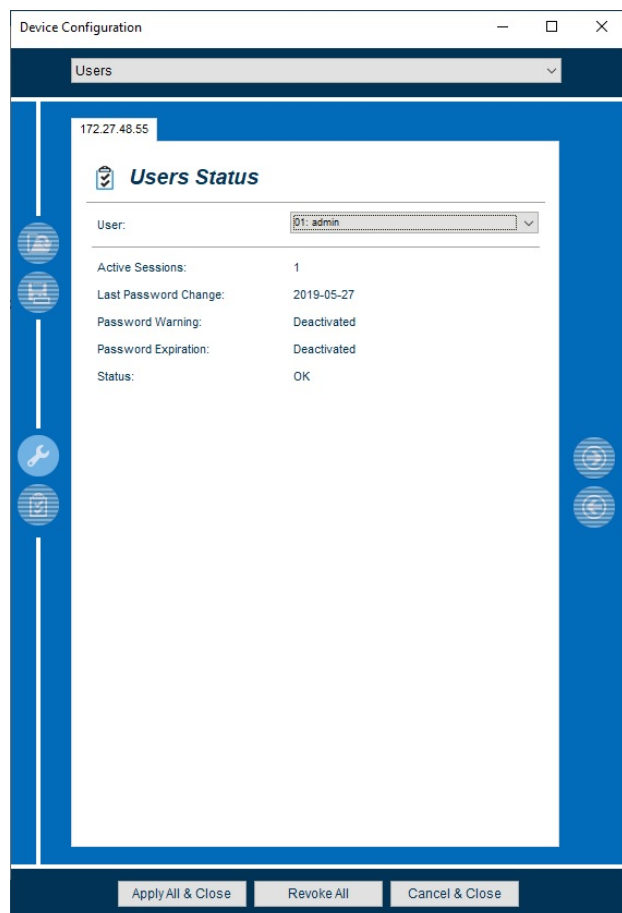 Device Configuration
Users
172.27.48.55
Users Status
User: 01: admin
Active Sessions: 1
Last Password Change: 2019-05-27
Password Warning: Deactivated
Password Expiration: Deactivated
Status: OK
Apply All & Close Revoke All Cancel & Close